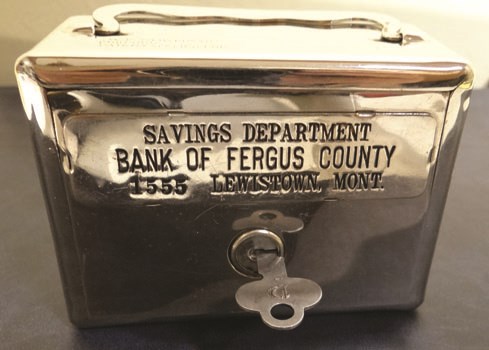 SAVINGS DEPARTMENT
BANK OF FERGUS COUNTY
1555 LEWISTOWN, MONT.